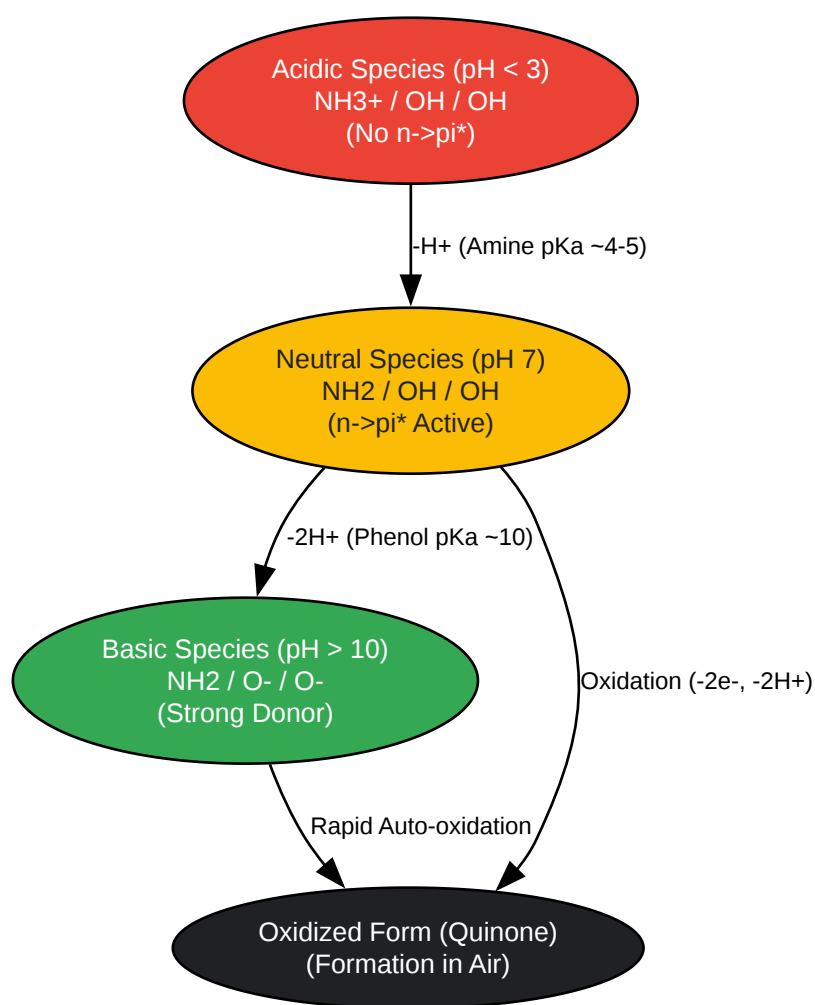 Acidic Species (pH < 3)
NH3+ / OH / OH
(No n->pi*)
-H+ (Amine pKa ~4-5)
Neutral Species (pH 7)
NH2 / OH / OH
(n->pi* Active)
-2H+ (Phenol pKa ~10)
Basic Species (pH > 10)
NH2 / O- / O-
(Strong Donor)
Oxidation (-2e-, -2H+)
Rapid Auto-oxidation
Oxidized Form (Quinone)
(Formation in Air)